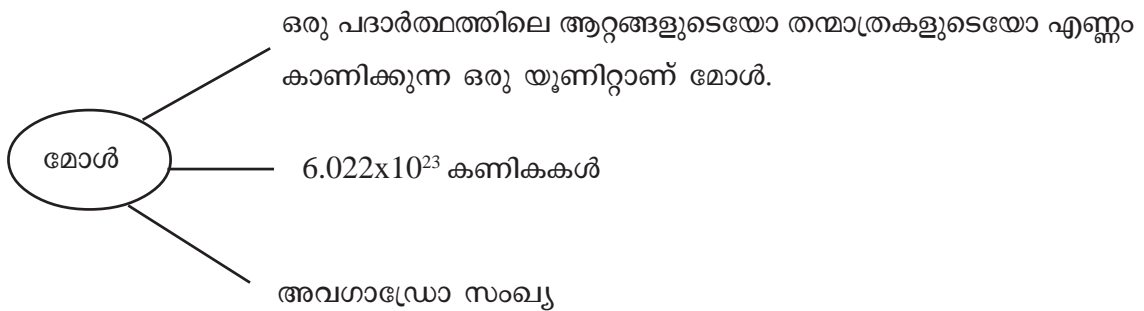 ഒരു പദാർത്ഥത്തിലെ ആറ്റങ്ങളുടെയോ തന്മാത്രകളുടെയോ എണ്ണം
കാണിക്കുന്ന ഒരു യൂണിറ്റാണ് മോൾ.
മോൾ
6.022x10²³ കണികകൾ
അവഗാഡ്രോ സംഖ്യ